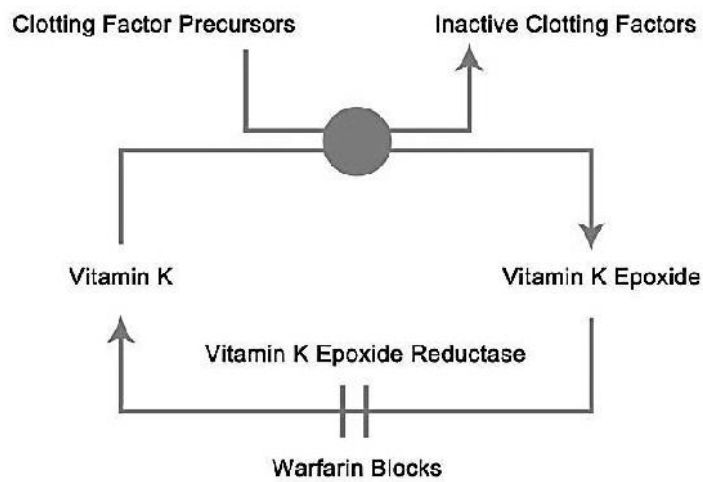 Clotting Factor Precursors
Inactive Clotting Factors
Vitamin K
Vitamin K Epoxide
Vitamin K Epoxide Reductase
Warfarin Blocks